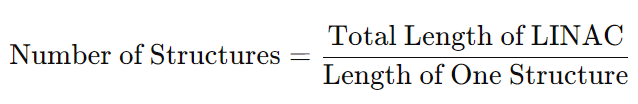 Number of Structures = Total Length of LINAC
Length of One Structure